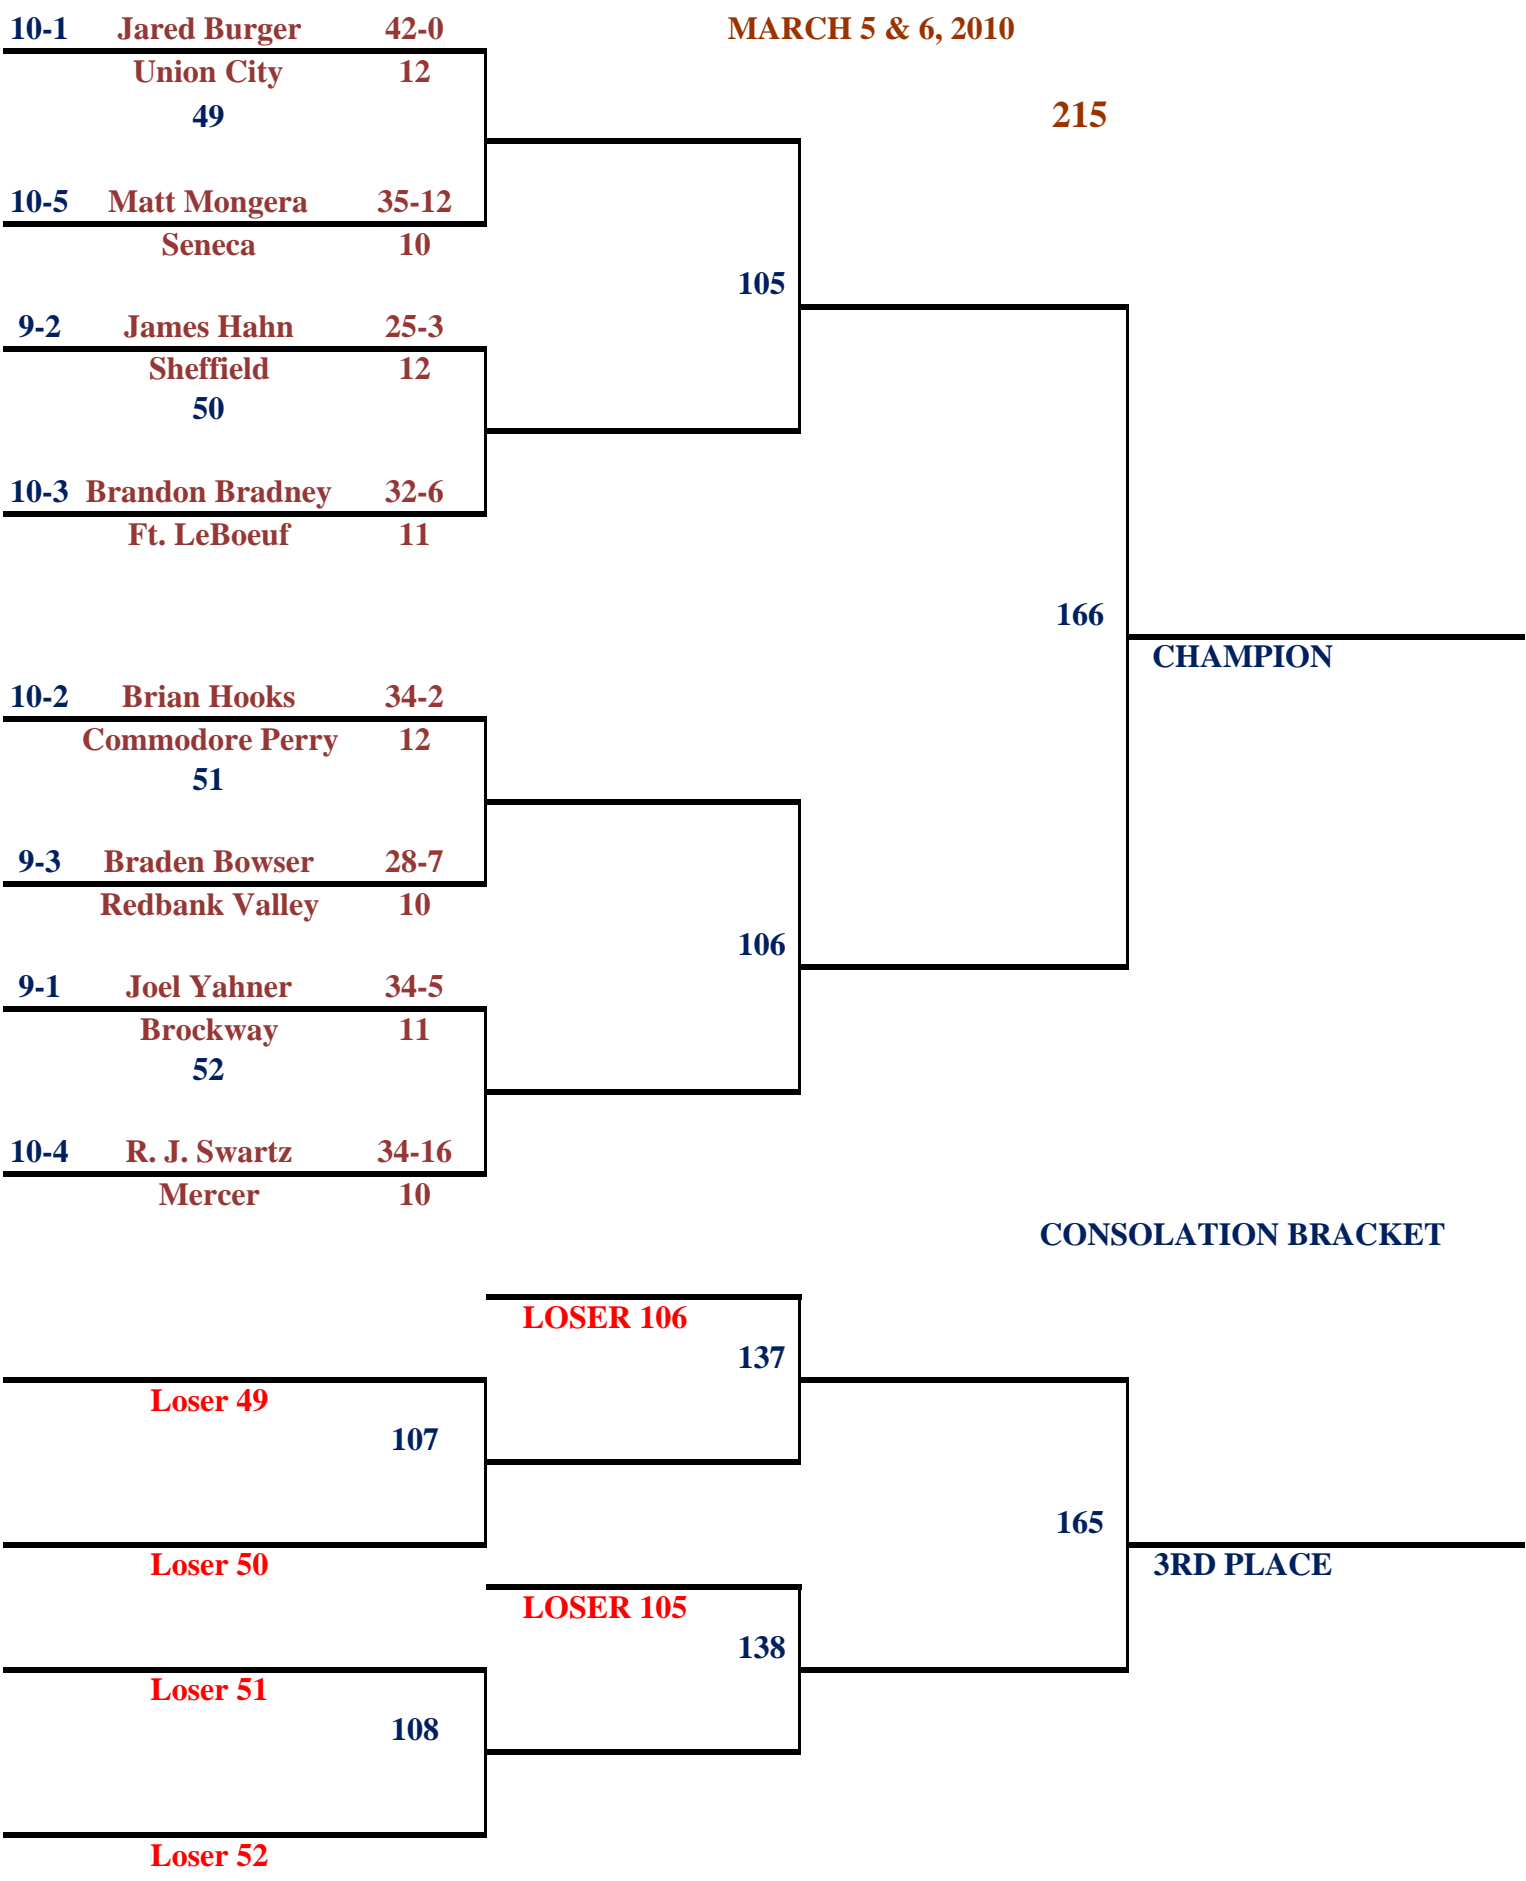 10-1 Jared Burger 42-0 MARCH 5 & 6, 2010
Union City 12
49 215
10-5 Matt Mongera 35-12
Seneca 10
105
9-2 James Hahn 25-3
Sheffield 12
50
10-3 Brandon Bradney 32-6
Ft. LeBoeuf 11
166
CHAMPION
10-2 Brian Hooks 34-2
Commodore Perry 12
51
9-3 Braden Bowser 28-7
Redbank Valley 10
106
9-1 Joel Yahner 34-5
Brockway 11
52
10-4 R. J. Swartz 34-16
Mercer 10
CONSOLATION BRACKET
LOSER 106
137
Loser 49
107
165
Loser 50 3RD PLACE
LOSER 105
138
Loser 51
108
Loser 52